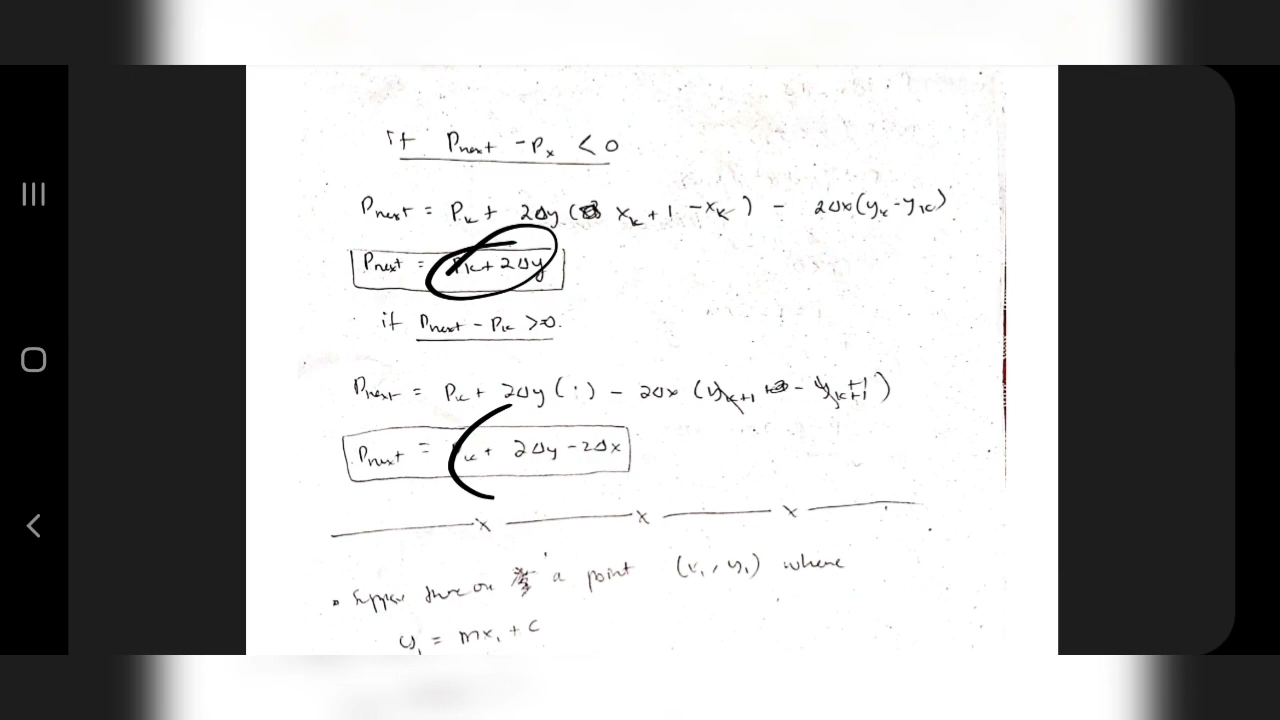 if Pnext - Px < 0
Pnext = Pk + 2Δy ( xk + 1 - xk ) - 2Δx(yk - yk)
Pnext = Pk + 2Δy
if Pnext - Pk >=0.
Pnext = Pk + 2Δy (1) - 2Δx (yk+1 - yk+1)
Pnext = Pk + 2Δy - 2Δx
x x x
• Suppose there on a point (x1, y1) where
y1 = mx1 + c